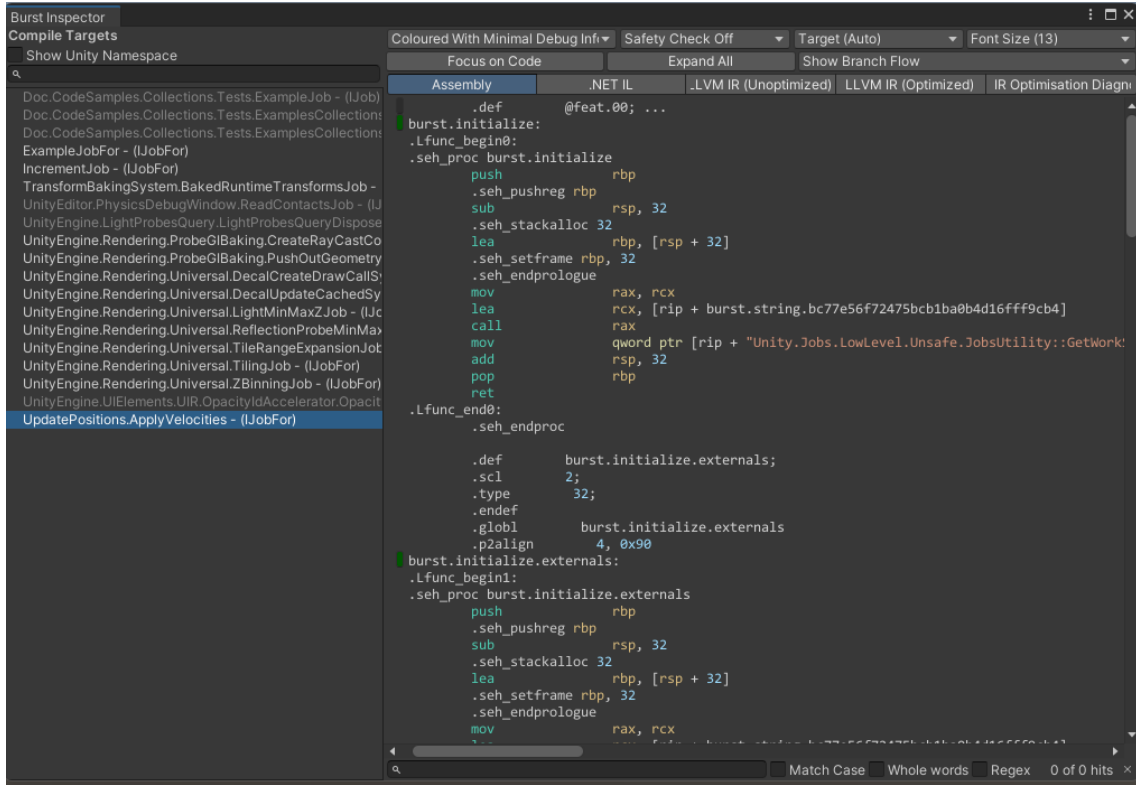 Burst Inspector
Compile Targets
Show Unity Namespace
Doc.CodeSamples.Collections.Tests.ExampleJob - (IJob)
Doc.CodeSamples.Collections.Tests.ExamplesCollections
Doc.CodeSamples.Collections.Tests.ExamplesCollections
ExampleJobFor - (IJobFor)
IncrementJob - (IJobFor)
TransformBakingSystem.BakedRuntimeTransformsJob -
UnityEditor.PhysicsDebugWindow.ReadContactsJob - (IJ
UnityEngine.LightProbesQuery.LightProbesQueryDispose
UnityEngine.Rendering.ProbeGIBaking.CreateRayCastCo
UnityEngine.Rendering.ProbeGIBaking.PushOutGeometry
UnityEngine.Rendering.Universal.DecalCreateDrawCallSy
UnityEngine.Rendering.Universal.DecalUpdateCachedSy
UnityEngine.Rendering.Universal.LightMinMaxZJob - (IJo
UnityEngine.Rendering.Universal.ReflectionProbeMinMax
UnityEngine.Rendering.Universal.TileRangeExpansionJob
UnityEngine.Rendering.Universal.TilingJob - (IJobFor)
UnityEngine.Rendering.Universal.ZBinningJob - (IJobFor)
UnityEngine.UIElements.UIR.OpacityIdAccelerator.Opacit
UpdatePositions.ApplyVelocities - (IJobFor)
Coloured With Minimal Debug Info Safety Check Off Target (Auto) Font Size (13)
Focus on Code Expand All Show Branch Flow
Assembly .NET IL .LVM IR (Unoptimized) LLVM IR (Optimized) IR Optimisation Diagn
.def @feat.00; ...
burst.initialize:
.Lfunc_begin0:
.seh_proc burst.initialize
push rbp
.seh_pushreg rbp
sub rsp, 32
.seh_stackalloc 32
lea rbp, [rsp + 32]
.seh_setframe rbp, 32
.seh_endprologue
mov rax, rcx
lea rcx, [rip + burst.string.bc77e56f72475bcb1ba0b4d16fff9cb4]
call rax
mov qword ptr [rip + "Unity.Jobs.LowLevel.Unsafe.JobsUtility::GetWorkS
add rsp, 32
pop rbp
ret
.Lfunc_end0:
.seh_endproc
.def burst.initialize.externals;
.scl 2;
.type 32;
.endef
.globl burst.initialize.externals
.p2align 4, 0x90
burst.initialize.externals:
.Lfunc_begin1:
.seh_proc burst.initialize.externals
push rbp
.seh_pushreg rbp
sub rsp, 32
.seh_stackalloc 32
lea rbp, [rsp + 32]
.seh_setframe rbp, 32
.seh_endprologue
mov rax, rcx
Match Case Whole words Regex 0 of 0 hits